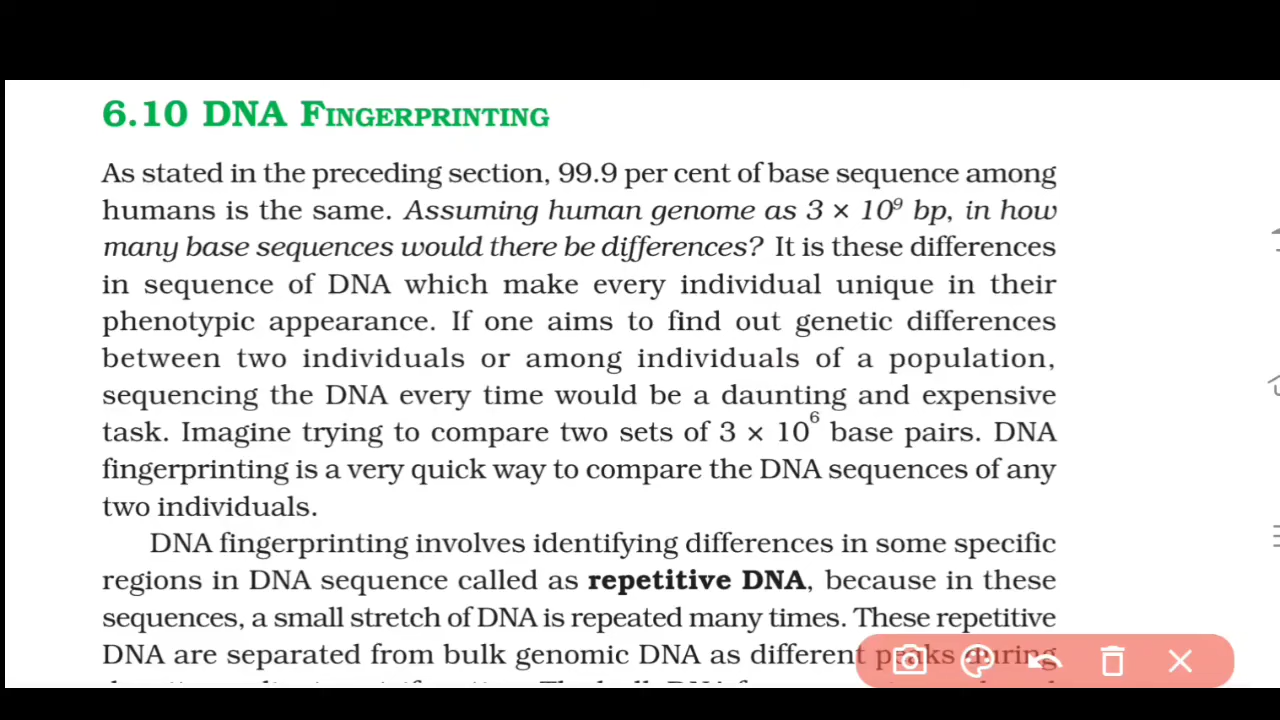 6.10 DNA FINGERPRINTING
As stated in the preceding section, 99.9 per cent of base sequence among
humans is the same. Assuming human genome as 3 × 10⁹ bp, in how
many base sequences would there be differences? It is these differences
in sequence of DNA which make every individual unique in their
phenotypic appearance. If one aims to find out genetic differences
between two individuals or among individuals of a population,
sequencing the DNA every time would be a daunting and expensive
task. Imagine trying to compare two sets of 3 × 10⁶ base pairs. DNA
fingerprinting is a very quick way to compare the DNA sequences of any
two individuals.
DNA fingerprinting involves identifying differences in some specific
regions in DNA sequence called as repetitive DNA, because in these
sequences, a small stretch of DNA is repeated many times. These repetitive
DNA are separated from bulk genomic DNA as different peaks during